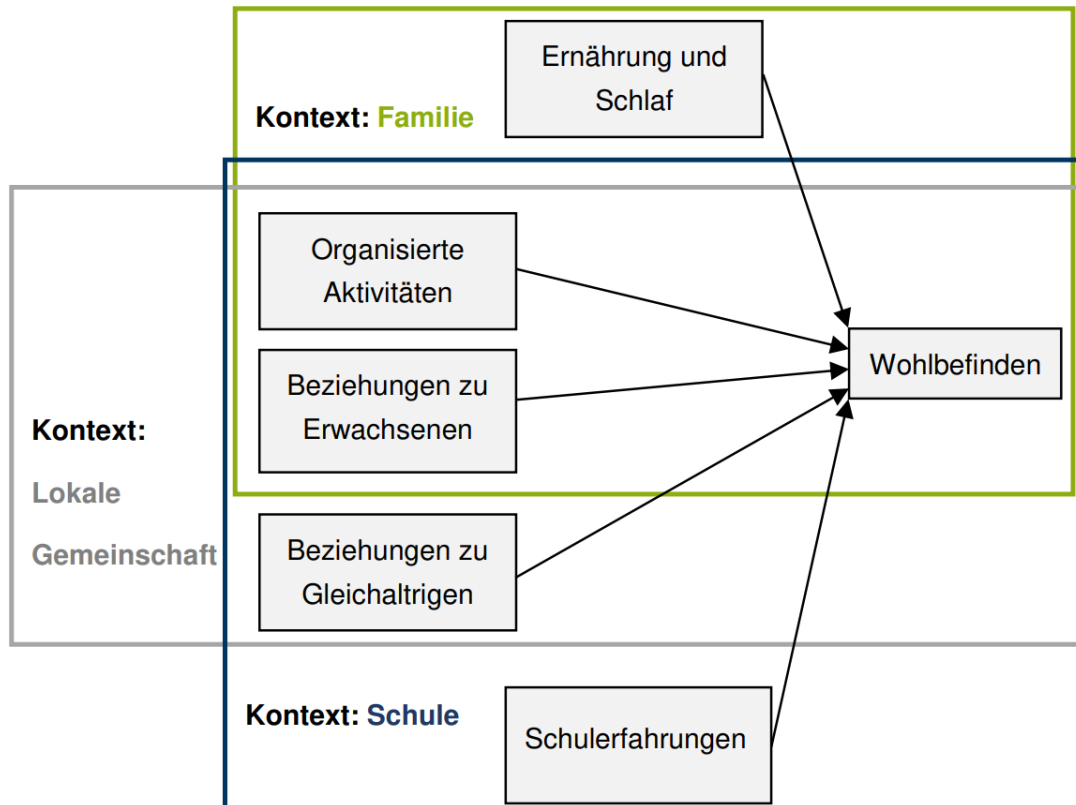 Ernährung und
Schlaf
Kontext: Familie
Organisierte
Aktivitäten
Wohlbefinden
Beziehungen zu
Erwachsenen
Kontext:
Lokale
Gemeinschaft
Beziehungen zu
Gleichaltrigen
Kontext: Schule
Schulerfahrungen